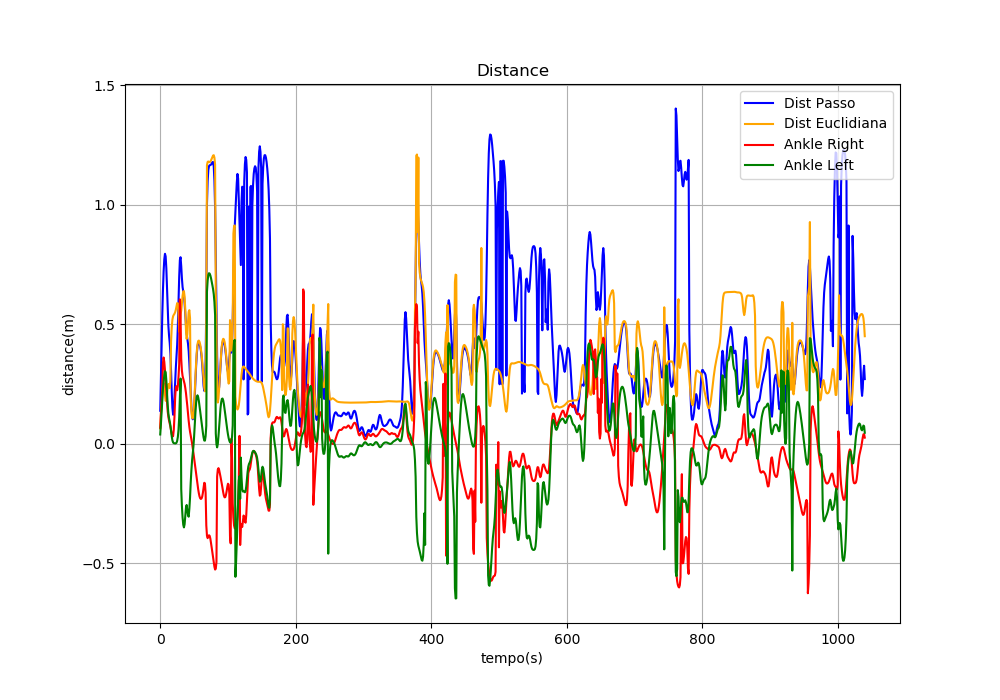 Distance
1.5
1.0
0.5
0.0
−0.5
distance(m)
Dist Passo
Dist Euclidiana
Ankle Right
Ankle Left
0 200 400 600 800 1000
tempo(s)